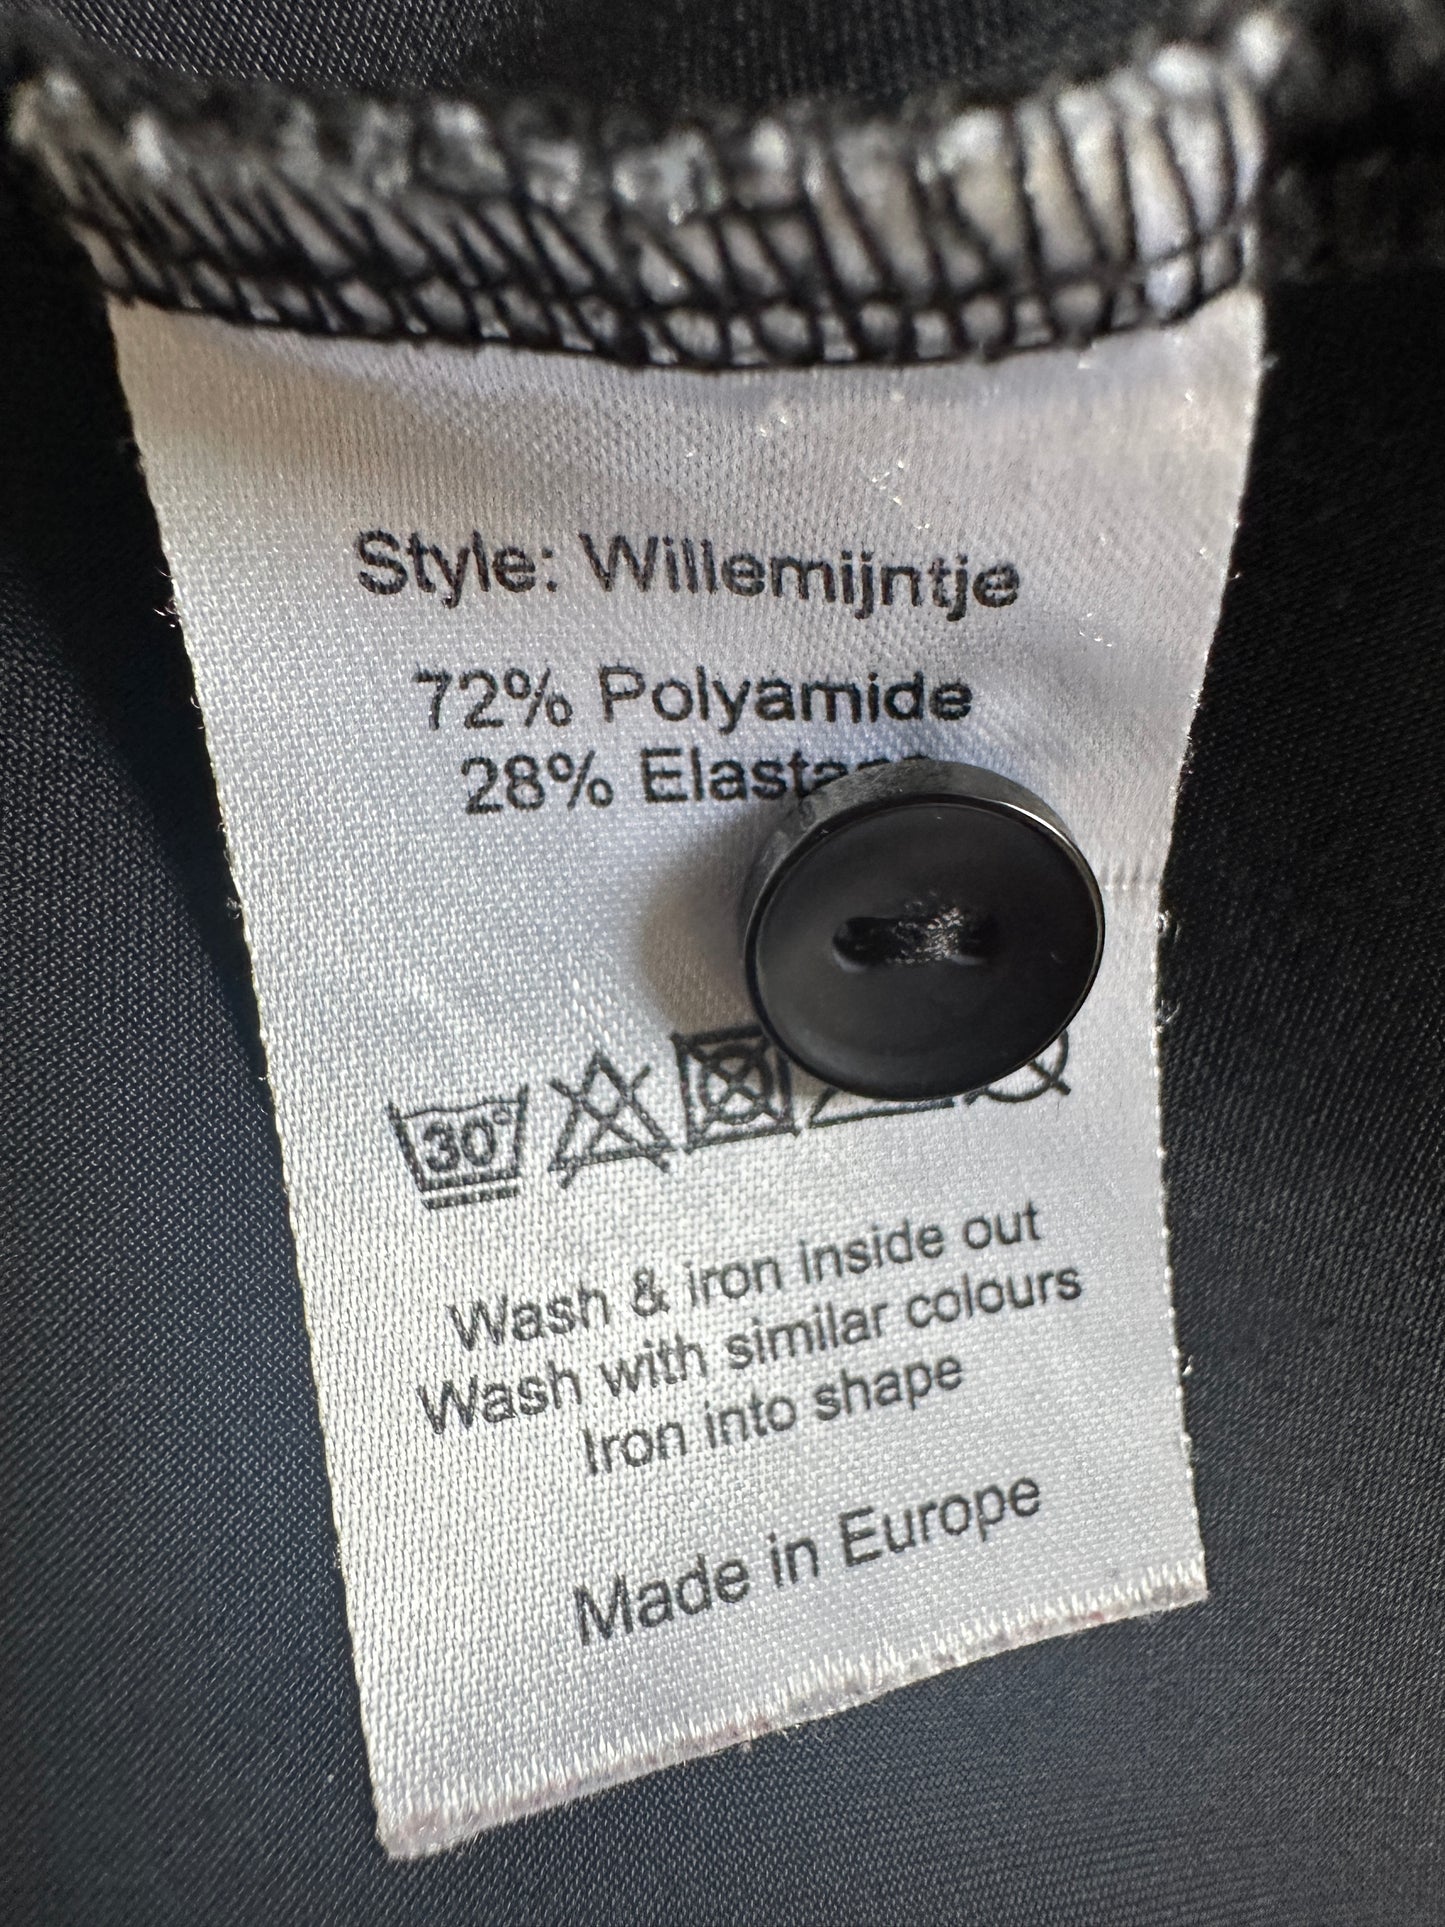 Style: Willemijntje
72% Polyamide
28% Elastane
30°
Wash & iron inside out
Wash with similar colours
Iron into shape
Made in Europe